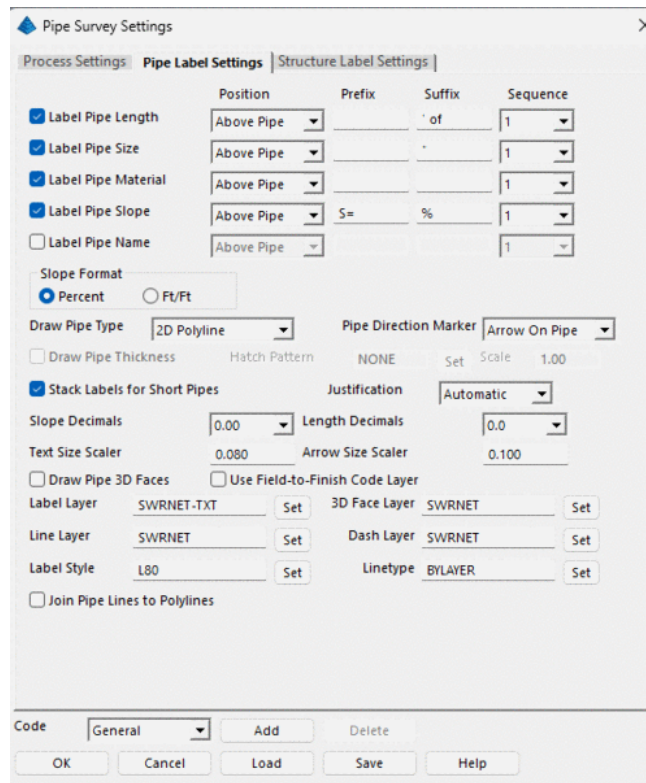 Pipe Survey Settings
Process Settings Pipe Label Settings Structure Label Settings
Position Prefix Suffix Sequence
Label Pipe Length Above Pipe ' of 1
Label Pipe Size Above Pipe " 1
Label Pipe Material Above Pipe 1
Label Pipe Slope Above Pipe S= % 1
Label Pipe Name Above Pipe 1
Slope Format
Percent Ft/Ft
Draw Pipe Type 2D Polyline Pipe Direction Marker Arrow On Pipe
Draw Pipe Thickness Hatch Pattern NONE Set Scale 1.00
Stack Labels for Short Pipes Justification Automatic
Slope Decimals 0.00 Length Decimals 0.0
Text Size Scaler 0.080 Arrow Size Scaler 0.100
Draw Pipe 3D Faces Use Field-to-Finish Code Layer
Label Layer SWRNET-TXT Set 3D Face Layer SWRNET Set
Line Layer SWRNET Set Dash Layer SWRNET Set
Label Style L80 Set Linetype BYLAYER Set
Join Pipe Lines to Polylines
Code General Add Delete
OK Cancel Load Save Help